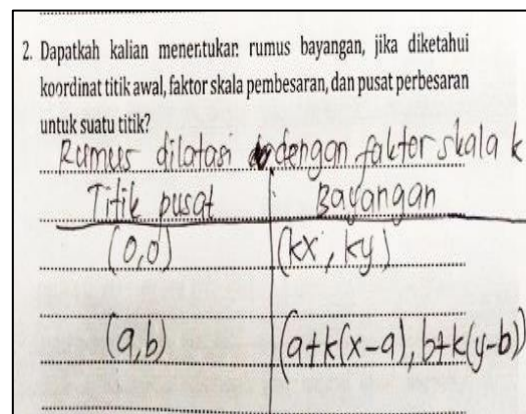 2. Dapatkah kalian menentukan rumus bayangan, jika diketahui
koordinat titik awal, faktor skala pembesaran, dan pusat perbesaran
untuk suatu titik?
Rumus dilatasi dengan faktor skala k
Titik pusat Bayangan
(0,0) (kx, ky)
(a,b) (a+k(x-a), b+k(y-b))